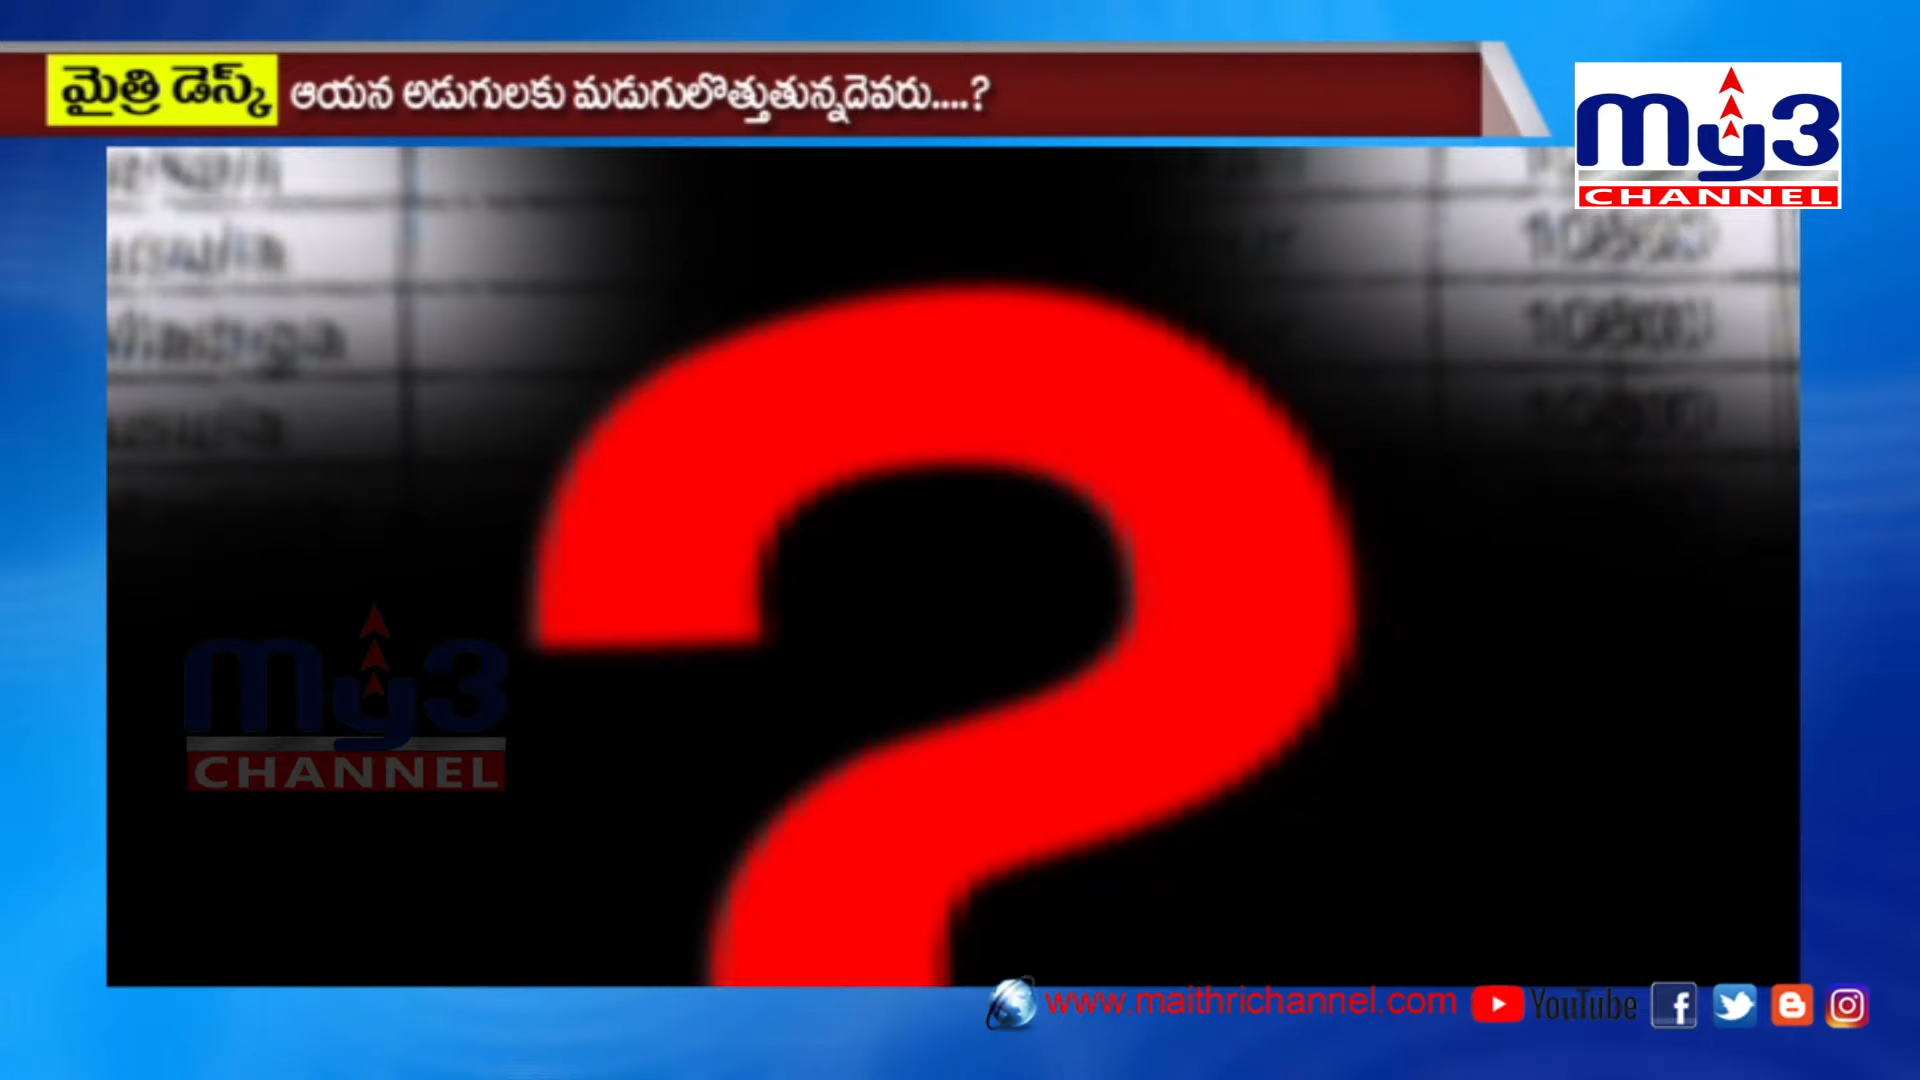 మైత్రి డెస్క్ ఆయన అడుగులకు మడుగులొత్తుతున్నదెవరు....?
my3
CHANNEL
?
my3
CHANNEL
www.maithrichannel.com YouTube